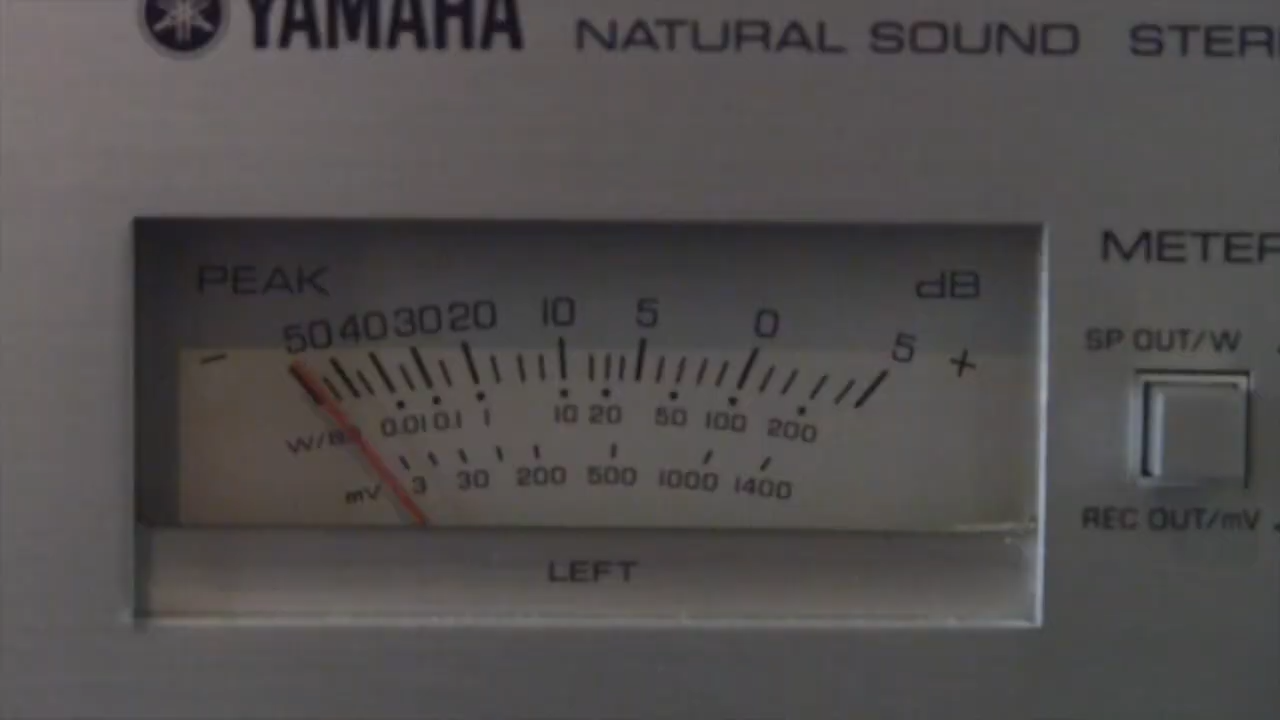 YAMAHA NATURAL SOUND
METER
PEAK dB
50 40 30 20 10 5 0 5
− +
SP OUT/W
0.01 0.1 1 10 20 50 100 200
mV 3 30 200 500 1000 1400
REC OUT/mV
LEFT